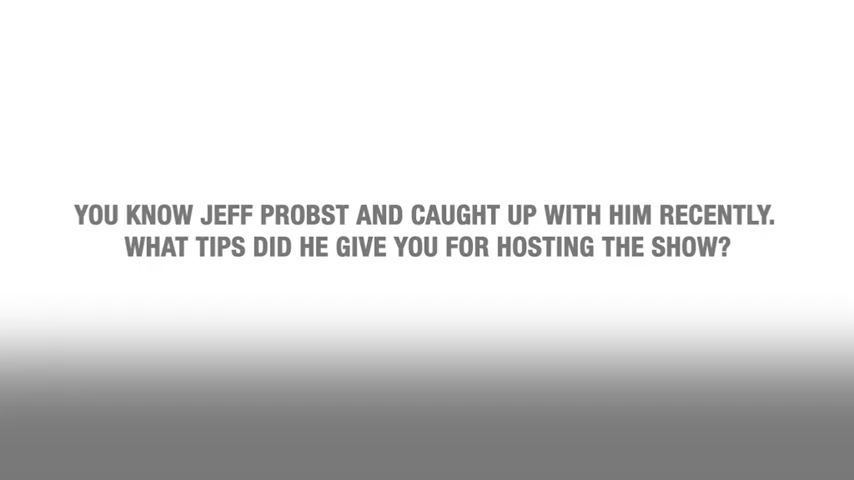 YOU KNOW JEFF PROBST AND CAUGHT UP WITH HIM RECENTLY.
WHAT TIPS DID HE GIVE YOU FOR HOSTING THE SHOW?